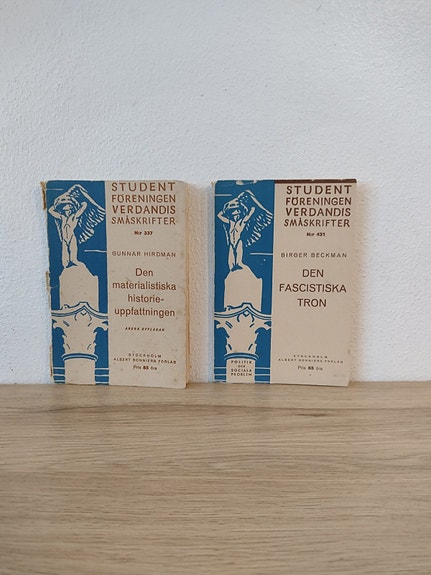 STUDENT
FÖRENINGEN
VERDANDIS
SMÅSKRIFTER
N:r 337
GUNNAR HIRDMAN
Den
materialistiska
historie-
uppfattningen
ANDRA UPPLAGAN
STOCKHOLM
ALBERT BONNIERS FÖRLAG
Pris 85 öre
STUDENT
FÖRENINGEN
VERDANDIS
SMÅSKRIFTER
N:r 431
BIRGER BECKMAN
DEN
FASCISTISKA
TRON
POLITIK
OCH
SOCIALA
PROBLEM
STOCKHOLM
ALBERT BONNIERS FÖRLAG
Pris 85 öre